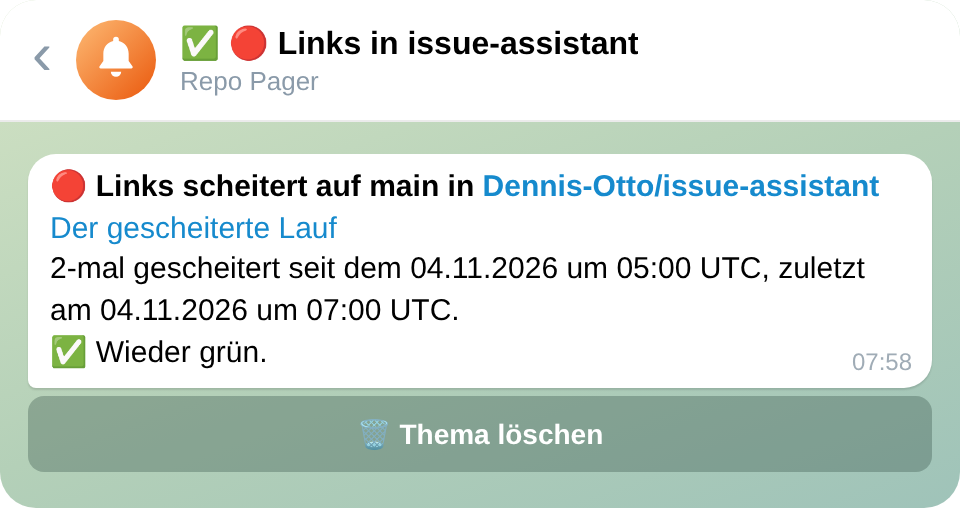 ✅ 🔴 Links in issue-assistant
Repo Pager
🔴 Links scheitert auf main in Dennis-Otto/issue-assistant
Der gescheiterte Lauf
2-mal gescheitert seit dem 04.11.2026 um 05:00 UTC, zuletzt
am 04.11.2026 um 07:00 UTC.
✅ Wieder grün.
07:58
🗑️ Thema löschen